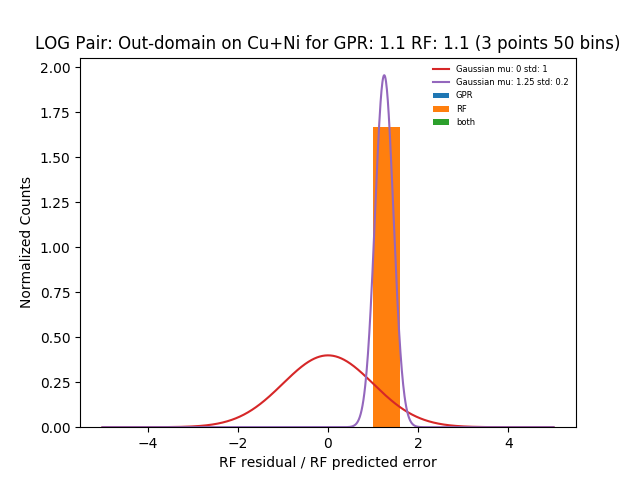 LOG Pair: Out-domain on Cu+Ni for GPR: 1.1 RF: 1.1 (3 points 50 bins)
Gaussian mu: 0 std: 1
Gaussian mu: 1.25 std: 0.2
GPR
RF
both
Normalized Counts
2.00
1.75
1.50
1.25
1.00
0.75
0.50
0.25
0.00
−4
−2
0
2
4
RF residual / RF predicted error